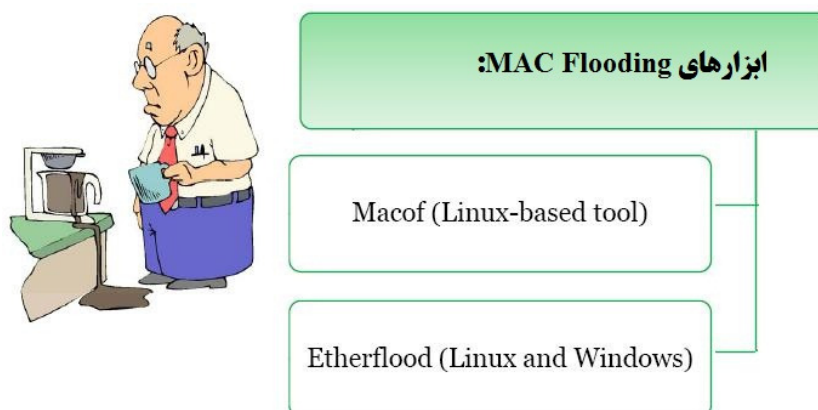 ابزارهای MAC Flooding:
Macof (Linux-based tool)
Etherflood (Linux and Windows)